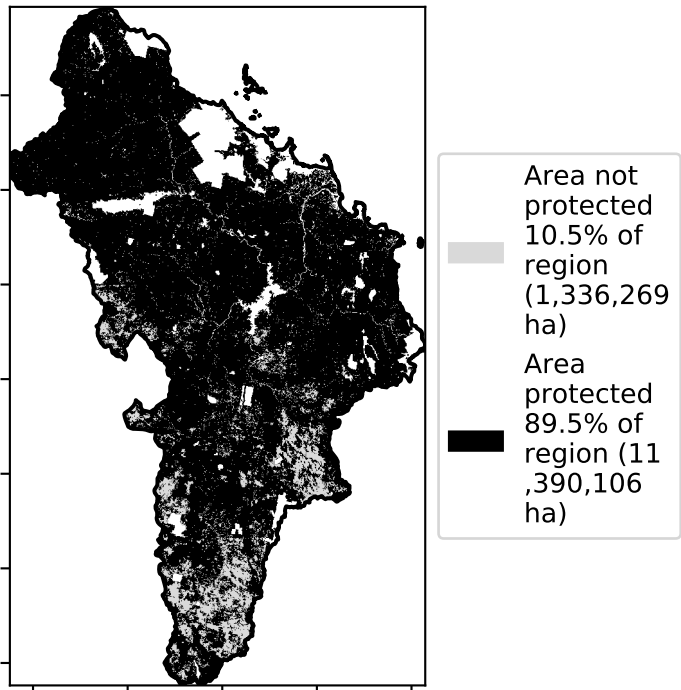 Area not
protected
10.5% of
region
(1,336,269
ha)
Area
protected
89.5% of
region (11
,390,106
ha)